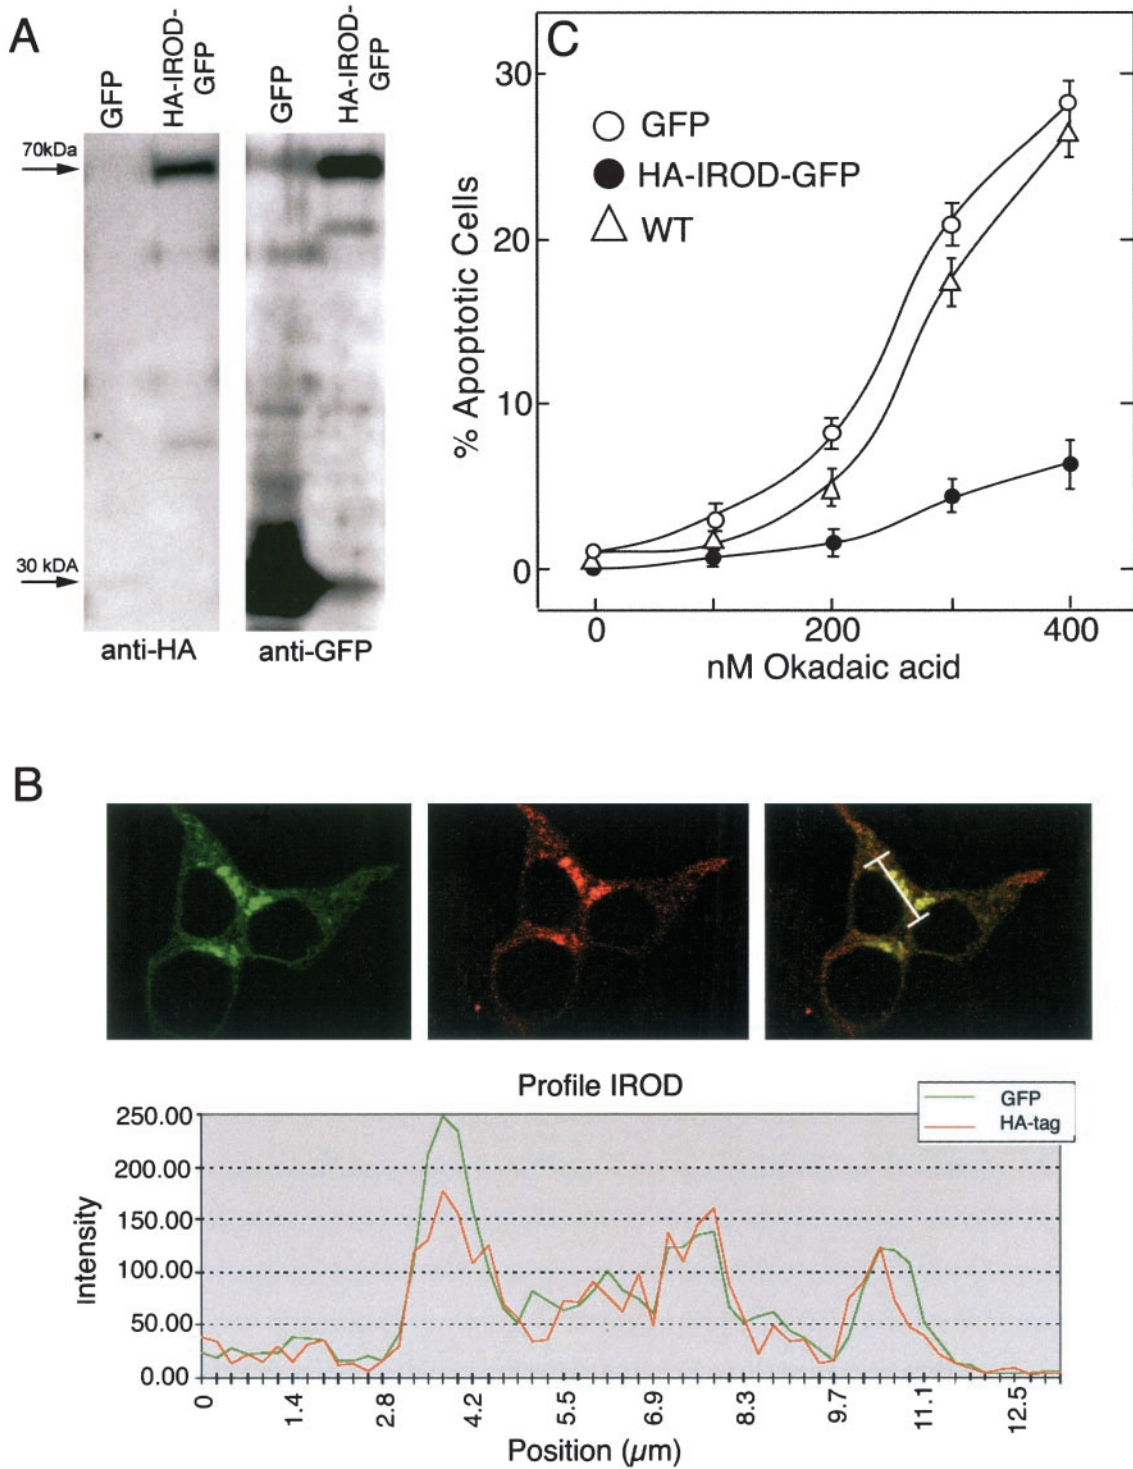 A
GFP
HA-IROD-
GFP
GFP
HA-IROD-
GFP
70kDa
30 kDA
anti-HA
anti-GFP
C
30
20
10
0
% Apoptotic Cells
GFP
HA-IROD-GFP
WT
0
200
400
nM Okadaic acid
B
Profile IROD
GFP
HA-tag
250.00
200.00
150.00
100.00
50.00
0.00
Intensity
0
1.4
2.8
4.2
5.5
6.9
8.3
9.7
11.1
12.5
Position (µm)